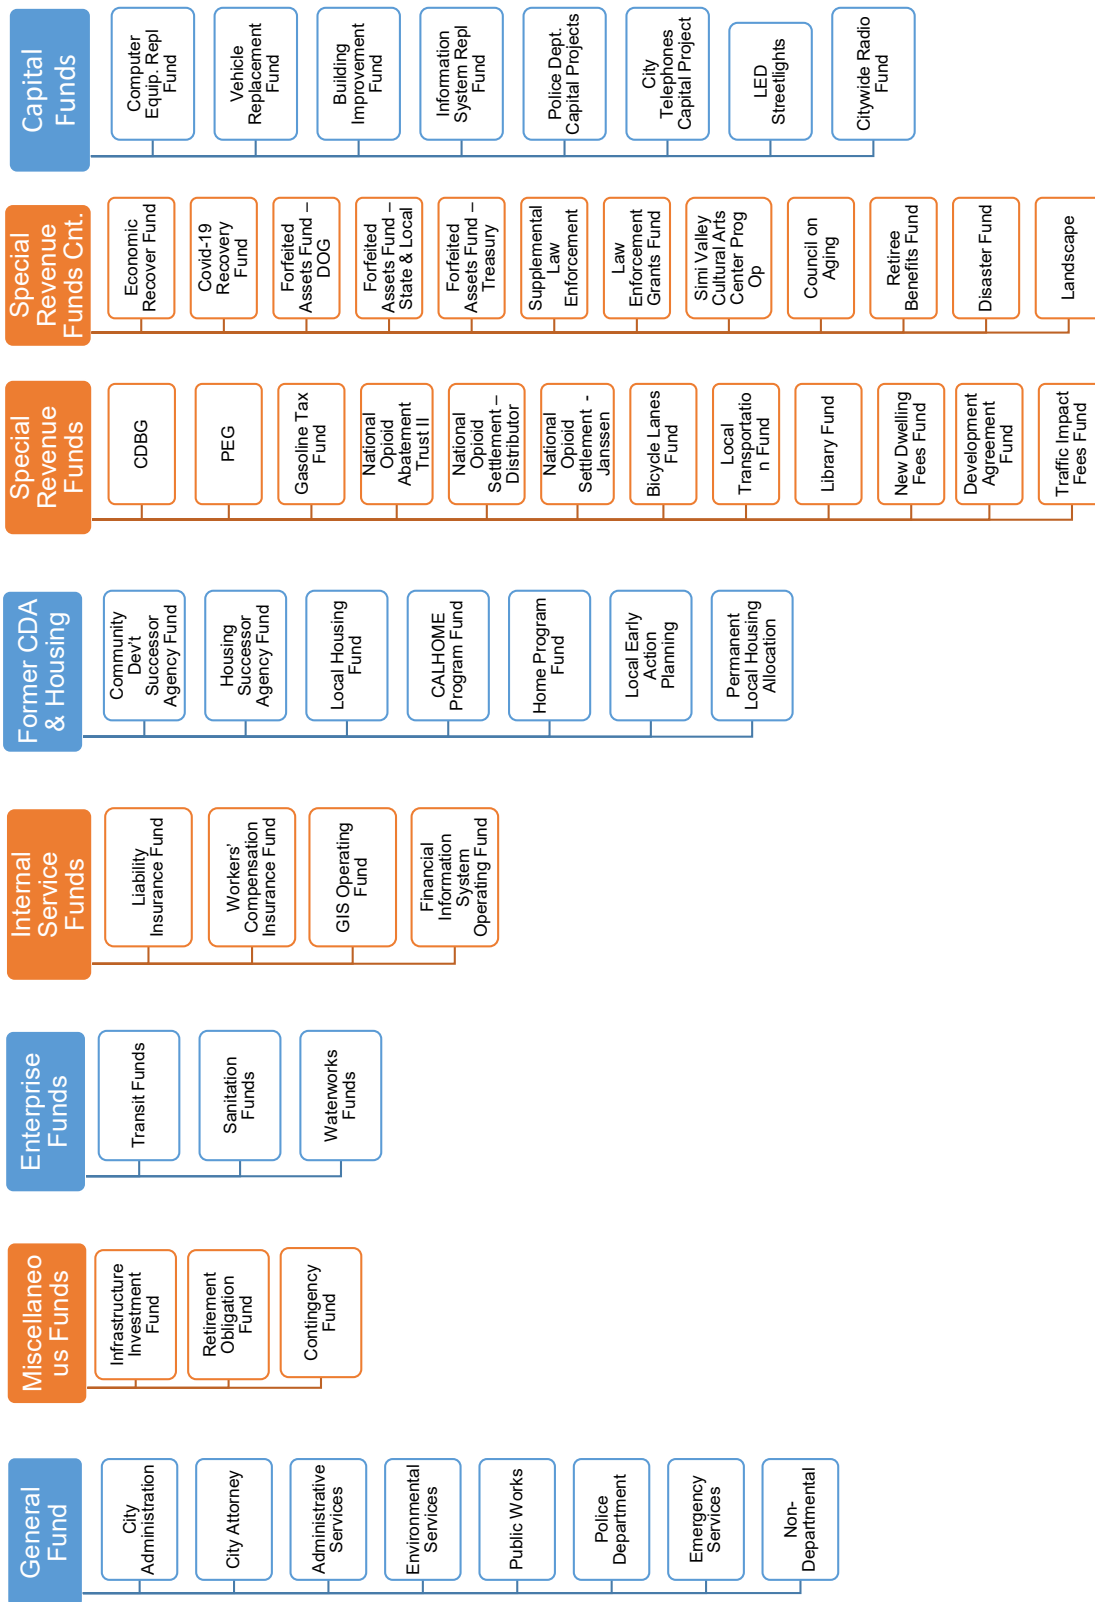 General
Fund
City
Administration
City Attorney
Administrative
Services
Environmental
Services
Public Works
Police
Department
Emergency
Services
Non-
Departmental
Miscellaneo
us Funds
Infrastructure
Investment
Fund
Retirement
Obligation
Fund
Contingency
Fund
Enterprise
Funds
Transit Funds
Sanitation
Funds
Waterworks
Funds
Internal
Service
Funds
Liability
Insurance Fund
Workers'
Compensation
Insurance Fund
GIS Operating
Fund
Financial
Information
System
Operating Fund
Former CDA
& Housing
Community
Dev't
Successor
Agency Fund
Housing
Successor
Agency Fund
Local Housing
Fund
CALHOME
Program Fund
Home Program
Fund
Local Early
Action
Planning
Permanent
Local Housing
Allocation
Special
Revenue
Funds
CDBG
PEG
Gasoline Tax
Fund
National
Opioid
Abatement
Trust II
National
Opioid
Settlement –
Distributor
National
Opioid
Settlement -
Janssen
Bicycle Lanes
Fund
Local
Transportatio
n Fund
Library Fund
New Dwelling
Fees Fund
Development
Agreement
Fund
Traffic Impact
Fees Fund
Special
Revenue
Funds Cnt.
Economic
Recover Fund
Covid-19
Recovery
Fund
Forfeited
Assets Fund –
DOG
Forfeited
Assets Fund –
State & Local
Forfeited
Assets Fund –
Treasury
Supplemental
Law
Enforcement
Law
Enforcement
Grants Fund
Simi Valley
Cultural Arts
Center Prog
Op
Council on
Aging
Retiree
Benefits Fund
Disaster Fund
Landscape
Capital
Funds
Computer
Equip. Repl
Fund
Vehicle
Replacement
Fund
Building
Improvement
Fund
Information
System Repl
Fund
Police Dept.
Capital Projects
City
Telephones
Capital Project
LED
Streetlights
Citywide Radio
Fund